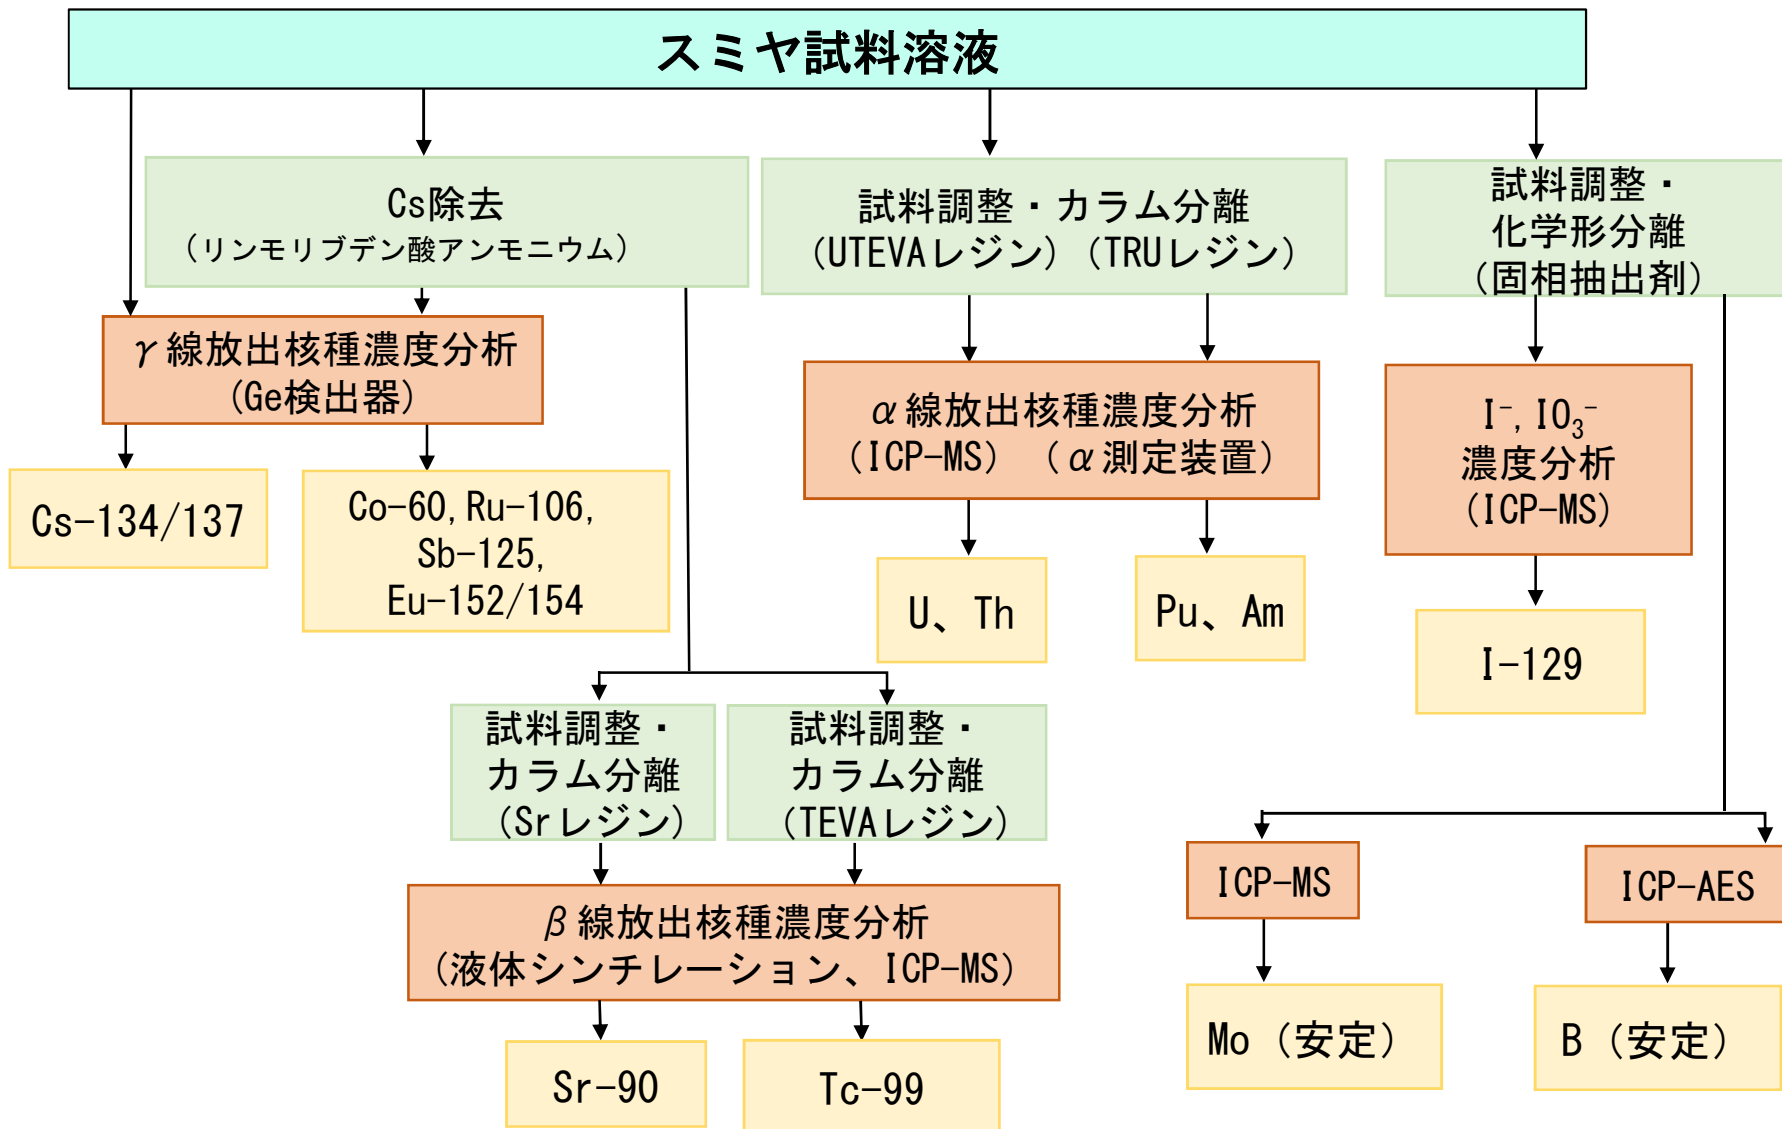 スミヤ試料溶液
Cs除去
（リンモリブデン酸アンモニウム）
試料調整・カラム分離
（UTEVAレジン）（TRUレジン）
試料調整・
化学形分離
（固相抽出剤）
γ線放出核種濃度分析
（Ge検出器）
α線放出核種濃度分析
（ICP−MS）（α測定装置）
I⁻, IO₃⁻
濃度分析
（ICP−MS）
Cs−134/137
Co−60, Ru−106,
Sb−125,
Eu−152/154
U、Th
Pu、Am
I−129
試料調整・
カラム分離
（Srレジン）
試料調整・
カラム分離
（TEVAレジン）
β線放出核種濃度分析
（液体シンチレーション、ICP−MS）
ICP−MS
ICP−AES
Sr−90
Tc−99
Mo（安定）
B（安定）